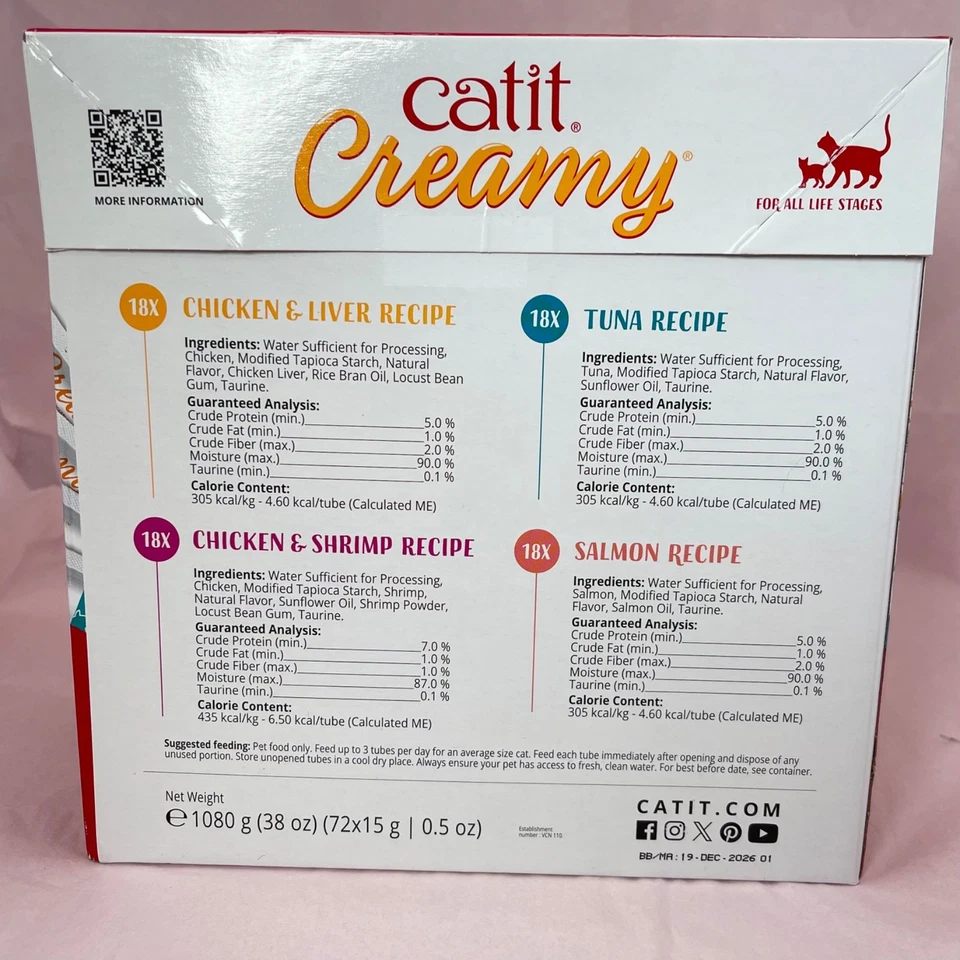 catit®
Creamy®
MORE INFORMATION
FOR ALL LIFE STAGES
18X CHICKEN & LIVER RECIPE
Ingredients: Water Sufficient for Processing,
Chicken, Modified Tapioca Starch, Natural
Flavor, Chicken Liver, Rice Bran Oil, Locust Bean
Gum, Taurine.
Guaranteed Analysis:
Crude Protein (min.) 5.0 %
Crude Fat (min.) 1.0 %
Crude Fiber (max.) 2.0 %
Moisture (max.) 90.0 %
Taurine (min.) 0.1 %
Calorie Content:
305 kcal/kg - 4.60 kcal/tube (Calculated ME)
18X TUNA RECIPE
Ingredients: Water Sufficient for Processing,
Tuna, Modified Tapioca Starch, Natural Flavor,
Sunflower Oil, Taurine.
Guaranteed Analysis:
Crude Protein (min.) 5.0 %
Crude Fat (min.) 1.0 %
Crude Fiber (max.) 2.0 %
Moisture (max.) 90.0 %
Taurine (min.) 0.1 %
Calorie Content:
305 kcal/kg - 4.60 kcal/tube (Calculated ME)
18X CHICKEN & SHRIMP RECIPE
Ingredients: Water Sufficient for Processing,
Chicken, Modified Tapioca Starch, Shrimp,
Natural Flavor, Sunflower Oil, Shrimp Powder,
Locust Bean Gum, Taurine.
Guaranteed Analysis:
Crude Protein (min.) 7.0 %
Crude Fat (min.) 1.0 %
Crude Fiber (max.) 1.0 %
Moisture (max.) 87.0 %
Taurine (min.) 0.1 %
Calorie Content:
435 kcal/kg - 6.50 kcal/tube (Calculated ME)
18X SALMON RECIPE
Ingredients: Water Sufficient for Processing,
Salmon, Modified Tapioca Starch, Natural
Flavor, Salmon Oil, Taurine.
Guaranteed Analysis:
Crude Protein (min.) 5.0 %
Crude Fat (min.) 1.0 %
Crude Fiber (max.) 2.0 %
Moisture (max.) 90.0 %
Taurine (min.) 0.1 %
Calorie Content:
305 kcal/kg - 4.60 kcal/tube (Calculated ME)
Suggested feeding: Pet food only. Feed up to 3 tubes per day for an average size cat. Feed each tube immediately after opening and dispose of any
unused portion. Store unopened tubes in a cool dry place. Always ensure your pet has access to fresh, clean water. For best before date, see container.
Net Weight
℮ 1080 g (38 oz) (72x15 g | 0.5 oz)
Establishment
number : VCN 110
CATIT.COM
BB/MA : 19 - DEC - 2026 01